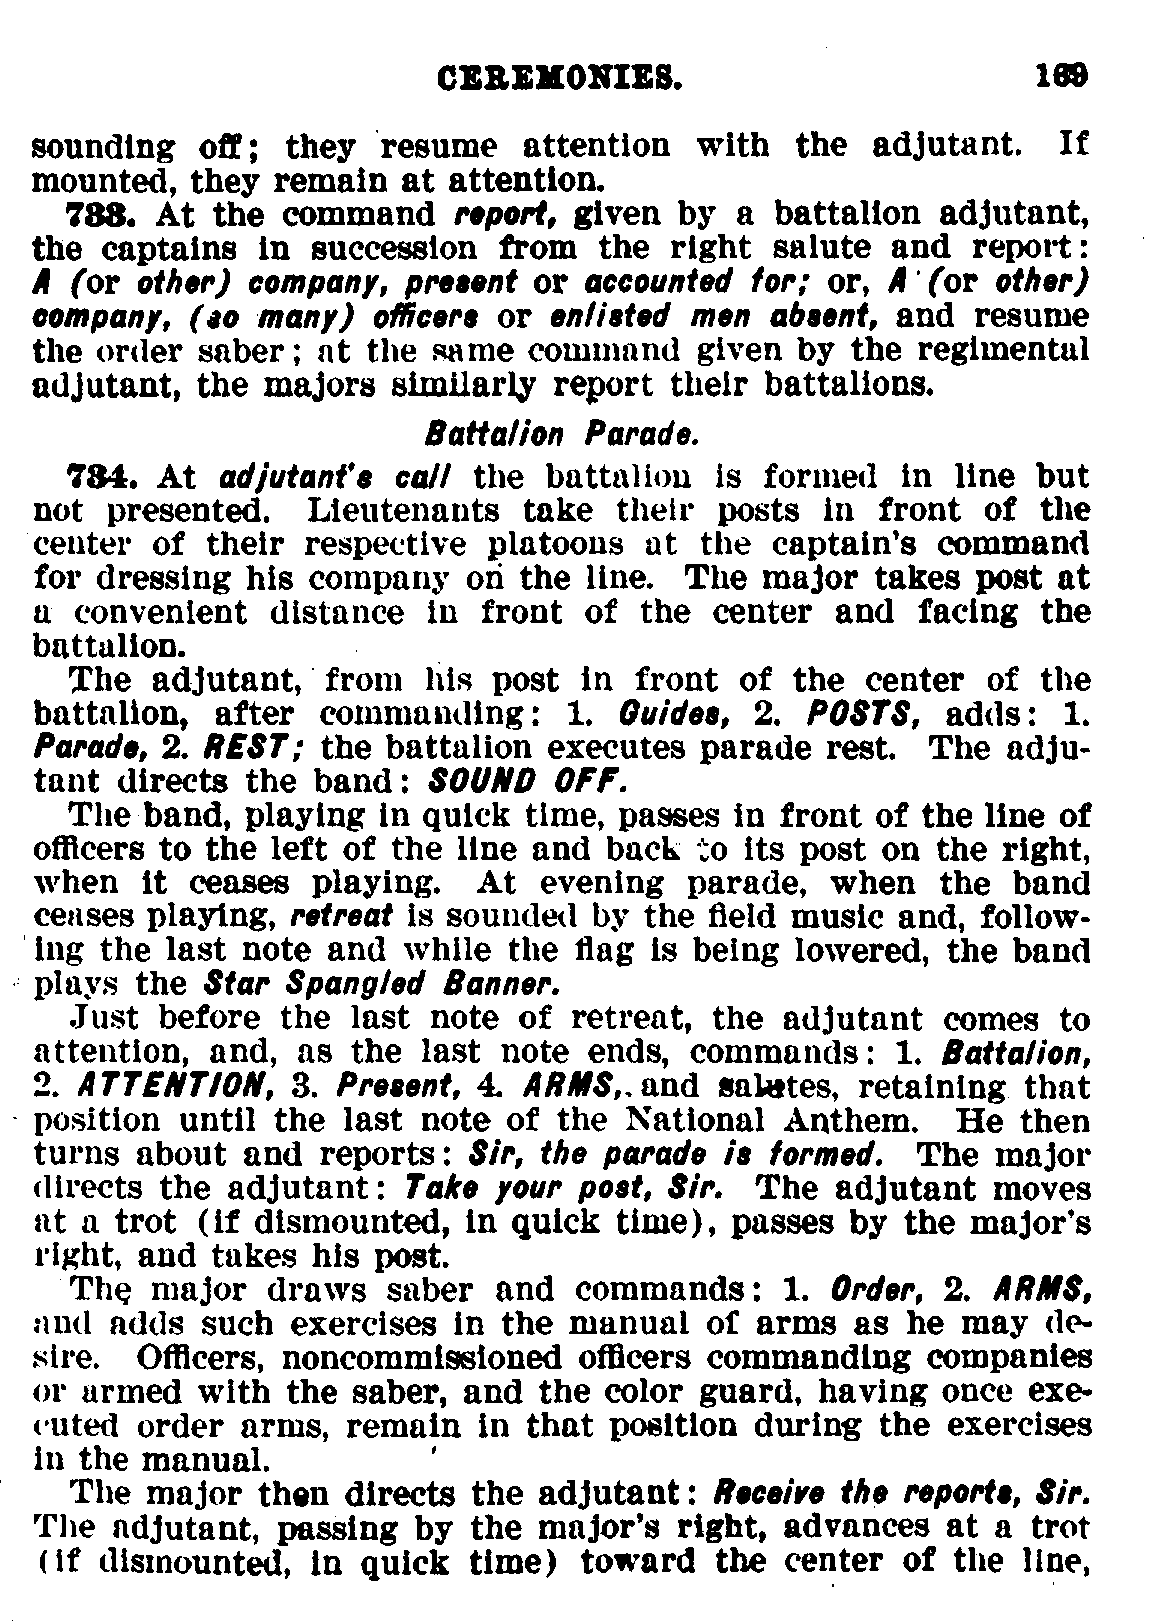 CEREMONIES. 169
sounding off; they resume attention with the adjutant. If
mounted, they remain at attention.
733. At the command report, given by a battalion adjutant,
the captains in succession from the right salute and report:
A (or other) company, present or accounted for; or, A (or other)
company, (so many) officers or enlisted men absent, and resume
the order saber; at the same command given by the regimental
adjutant, the majors similarly report their battalions.
Battalion Parade.
734. At adjutant's call the battalion is formed in line but
not presented. Lieutenants take their posts in front of the
center of their respective platoons at the captain's command
for dressing his company on the line. The major takes post at
a convenient distance in front of the center and facing the
battalion.
The adjutant, from his post in front of the center of the
battalion, after commanding: 1. Guides, 2. POSTS, adds: 1.
Parade, 2. REST; the battalion executes parade rest. The adju-
tant directs the band: SOUND OFF.
The band, playing in quick time, passes in front of the line of
officers to the left of the line and back to its post on the right,
when it ceases playing. At evening parade, when the band
ceases playing, retreat is sounded by the field music and, follow-
ing the last note and while the flag is being lowered, the band
plays the Star Spangled Banner.
Just before the last note of retreat, the adjutant comes to
attention, and, as the last note ends, commands: 1. Battalion,
2. ATTENTION, 3. Present, 4. ARMS, and salutes, retaining that
position until the last note of the National Anthem. He then
turns about and reports: Sir, the parade is formed. The major
directs the adjutant: Take your post, Sir. The adjutant moves
at a trot (if dismounted, in quick time), passes by the major's
right, and takes his post.
The major draws saber and commands: 1. Order, 2. ARMS,
and adds such exercises in the manual of arms as he may de-
sire. Officers, noncommissioned officers commanding companies
or armed with the saber, and the color guard, having once exe-
cuted order arms, remain in that position during the exercises
in the manual.
The major then directs the adjutant: Receive the reports, Sir.
The adjutant, passing by the major's right, advances at a trot
(if dismounted, in quick time) toward the center of the line,